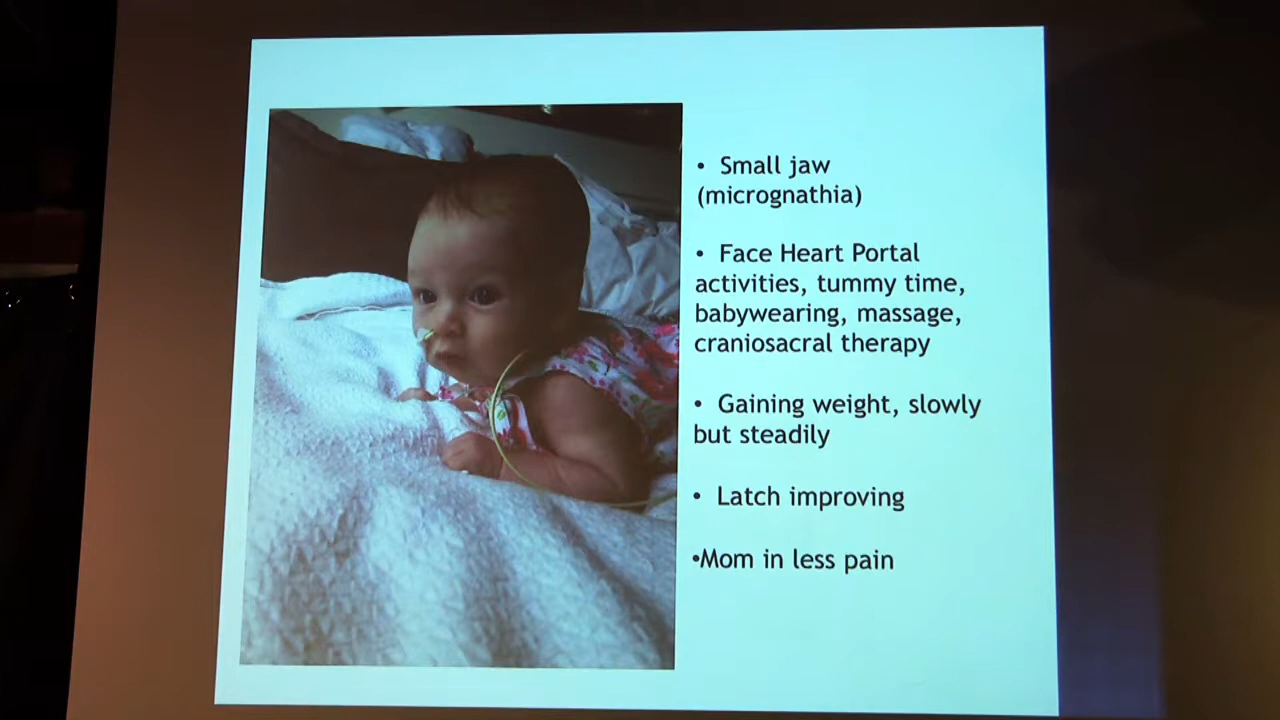 • Small jaw
(micrognathia)
• Face Heart Portal
activities, tummy time,
babywearing, massage,
craniosacral therapy
• Gaining weight, slowly
but steadily
• Latch improving
•Mom in less pain